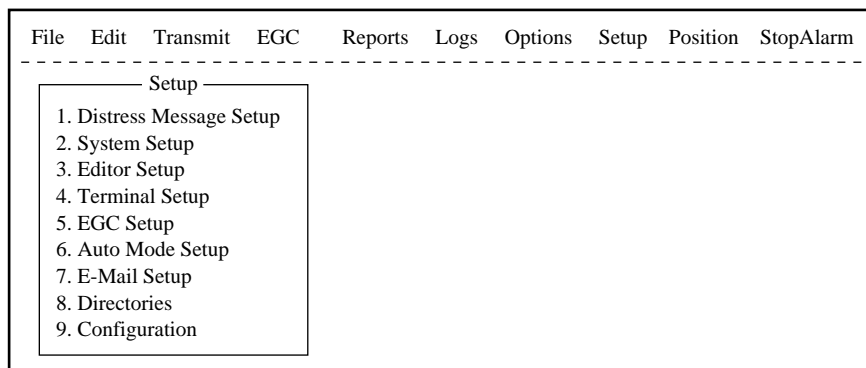 File Edit Transmit EGC Reports Logs Options Setup Position StopAlarm
Setup
1. Distress Message Setup
2. System Setup
3. Editor Setup
4. Terminal Setup
5. EGC Setup
6. Auto Mode Setup
7. E-Mail Setup
8. Directories
9. Configuration